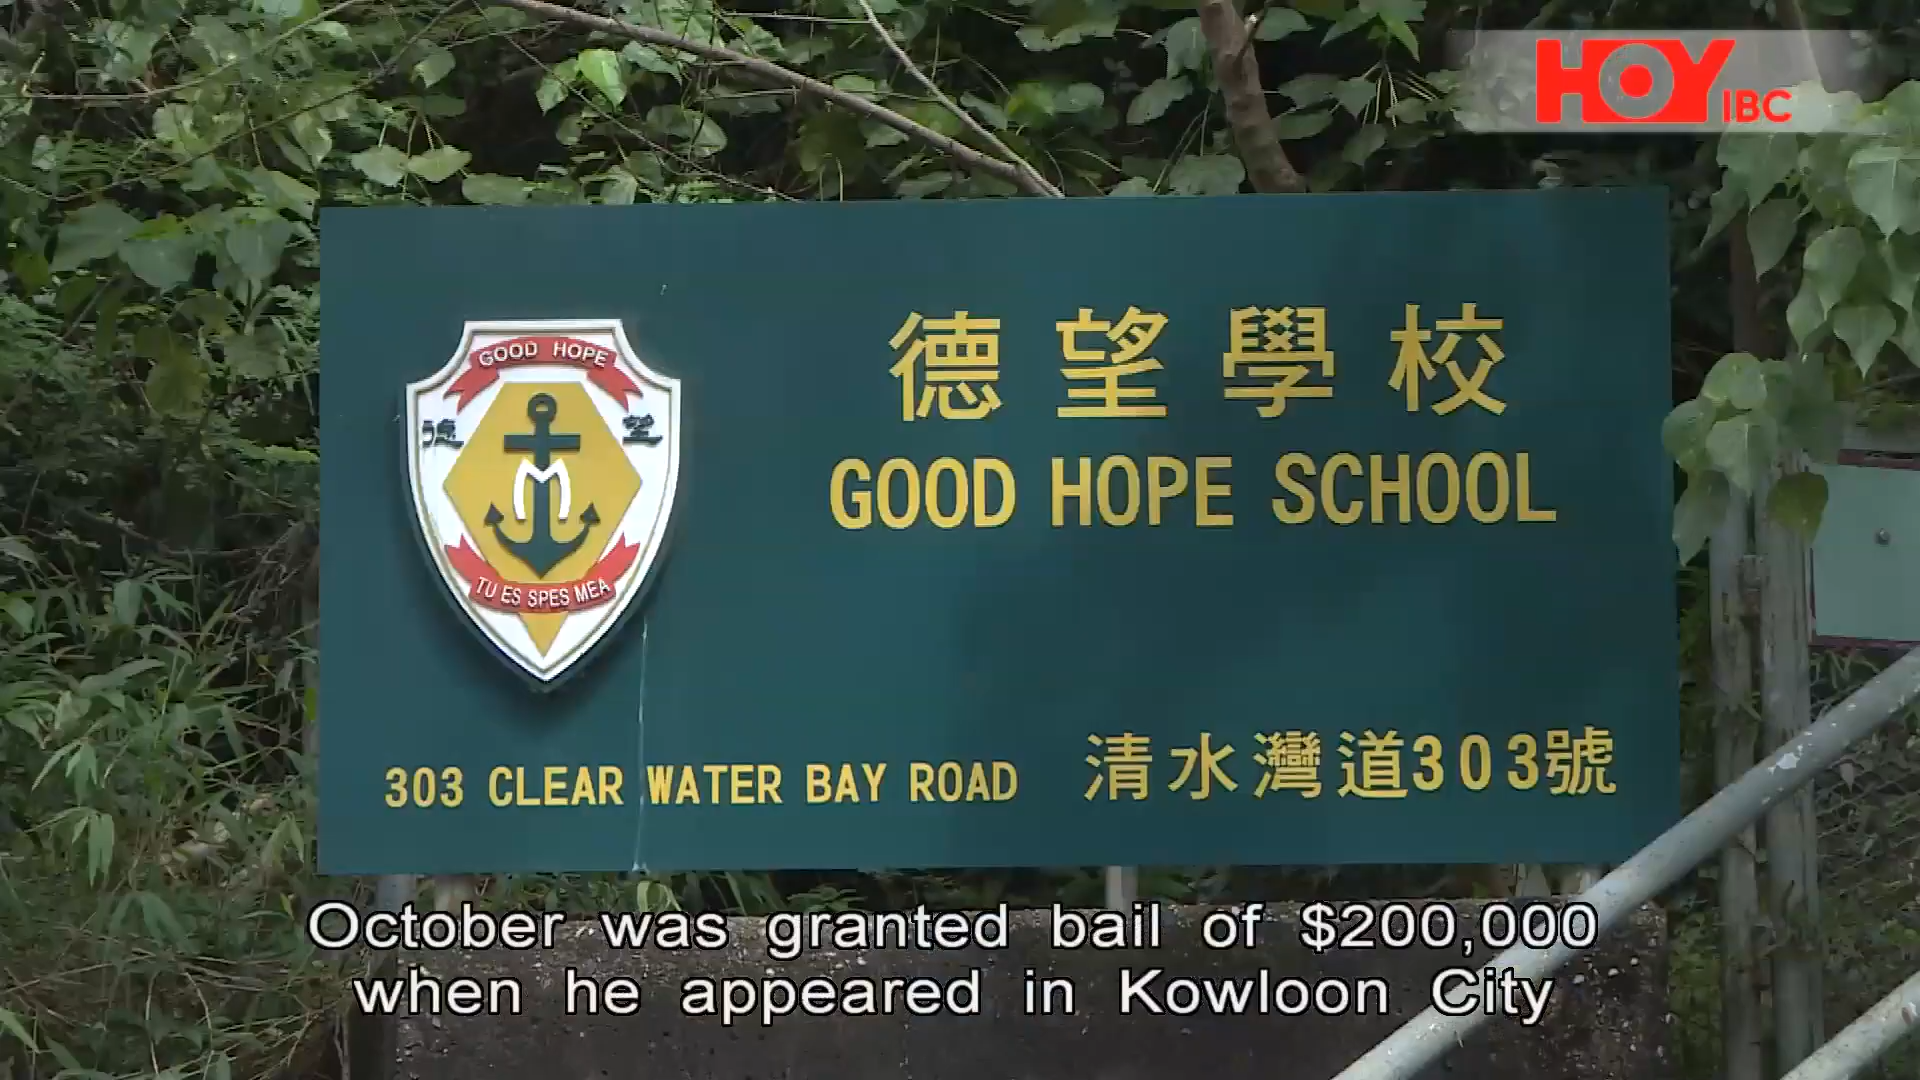 HOY IBC
德望學校
GOOD HOPE
德 望
M
TU ES SPES MEA
GOOD HOPE SCHOOL
303 CLEAR WATER BAY ROAD 清水灣道303號
October was granted bail of $200,000
when he appeared in Kowloon City